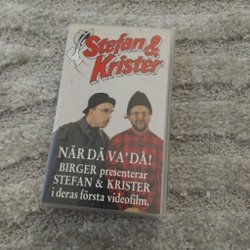 Stefan &
Krister
NÄR DÅ VA' DÅ!
BIRGER presenterar
STEFAN & KRISTER
i deras första videofilm.